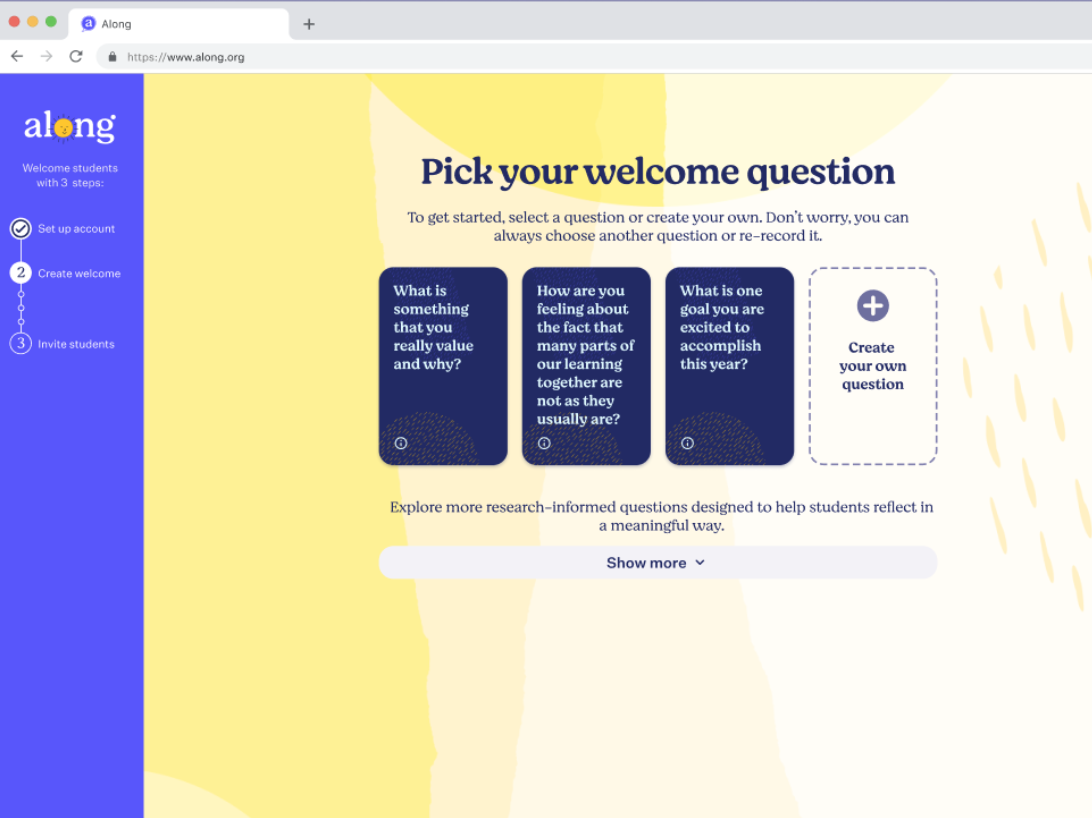 Along
https://www.along.org
along
Welcome students
with 3 steps:
Set up account
2 Create welcome
3 Invite students
Pick your welcome question
To get started, select a question or create your own. Don't worry, you can
always choose another question or re-record it.
What is
something
that you
really value
and why?
How are you
feeling about
the fact that
many parts of
our learning
together are
not as they
usually are?
What is one
goal you are
excited to
accomplish
this year?
Create
your own
question
Explore more research-informed questions designed to help students reflect in
a meaningful way.
Show more